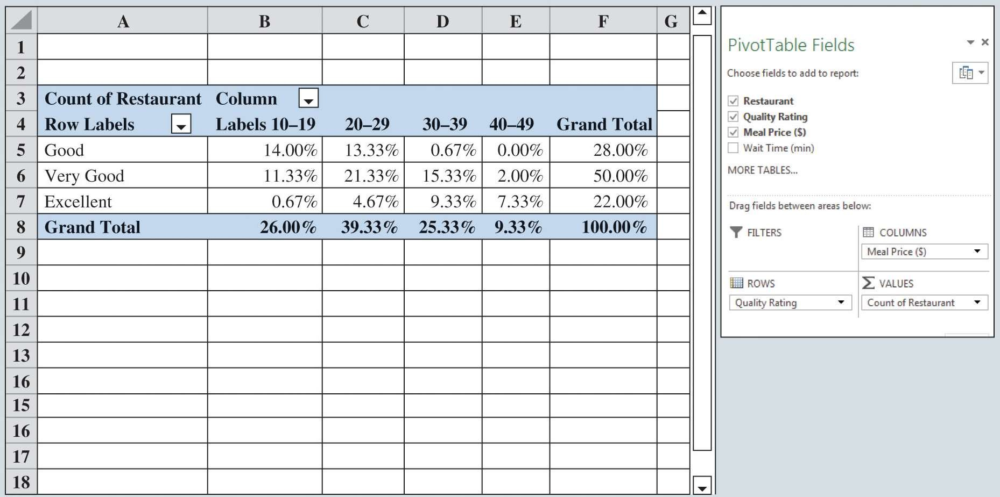 A B C D E F G
1
2
3 Count of Restaurant Column
4 Row Labels Labels 10–19 20–29 30–39 40–49 Grand Total
5 Good 14.00% 13.33% 0.67% 0.00% 28.00%
6 Very Good 11.33% 21.33% 15.33% 2.00% 50.00%
7 Excellent 0.67% 4.67% 9.33% 7.33% 22.00%
8 Grand Total 26.00% 39.33% 25.33% 9.33% 100.00%
9
10
11
12
13
16
15
16
17
18
PivotTable Fields
Choose fields to add to report:
Restaurant
Quality Rating
Meal Price ($)
Wait Time (min)
MORE TABLES...
Drag fields between areas below:
FILTERS
COLUMNS
Meal Price ($)
ROWS
Quality Rating
VALUES
Count of Restaurant